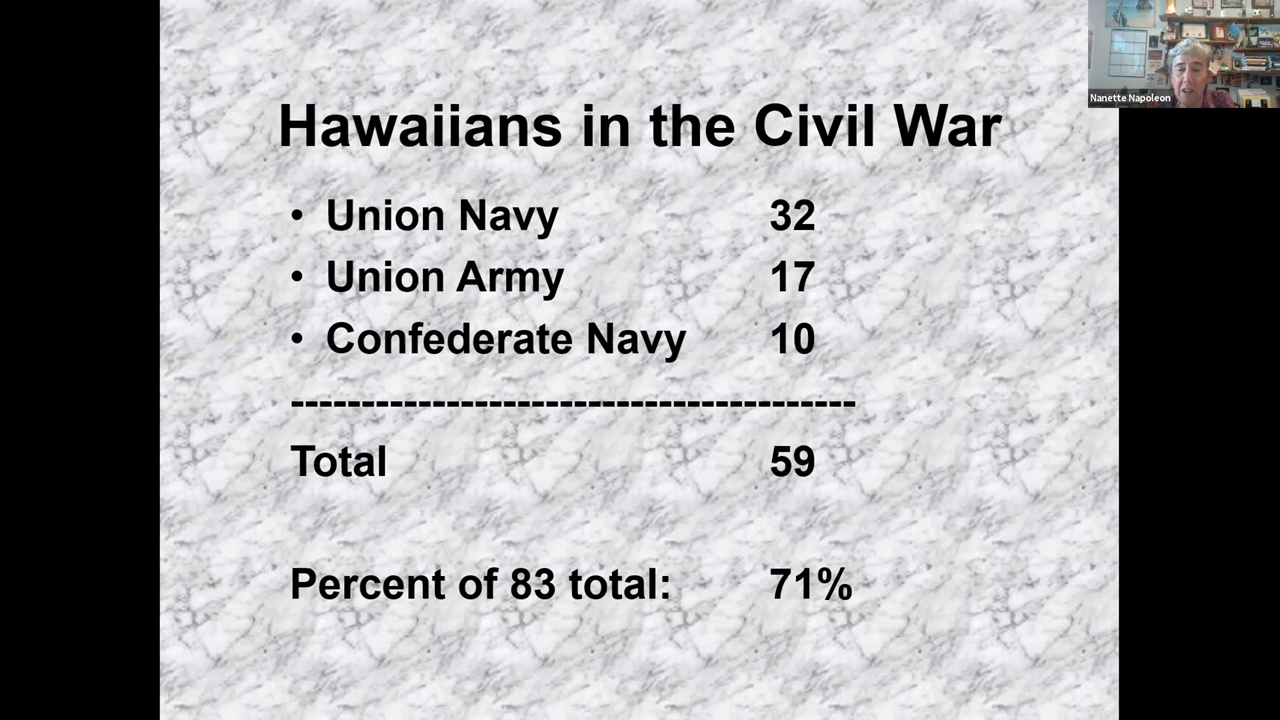 Nanette Napoleon
Hawaiians in the Civil War
• Union Navy 32
• Union Army 17
• Confederate Navy 10
---------------------------------------
Total 59
Percent of 83 total: 71%